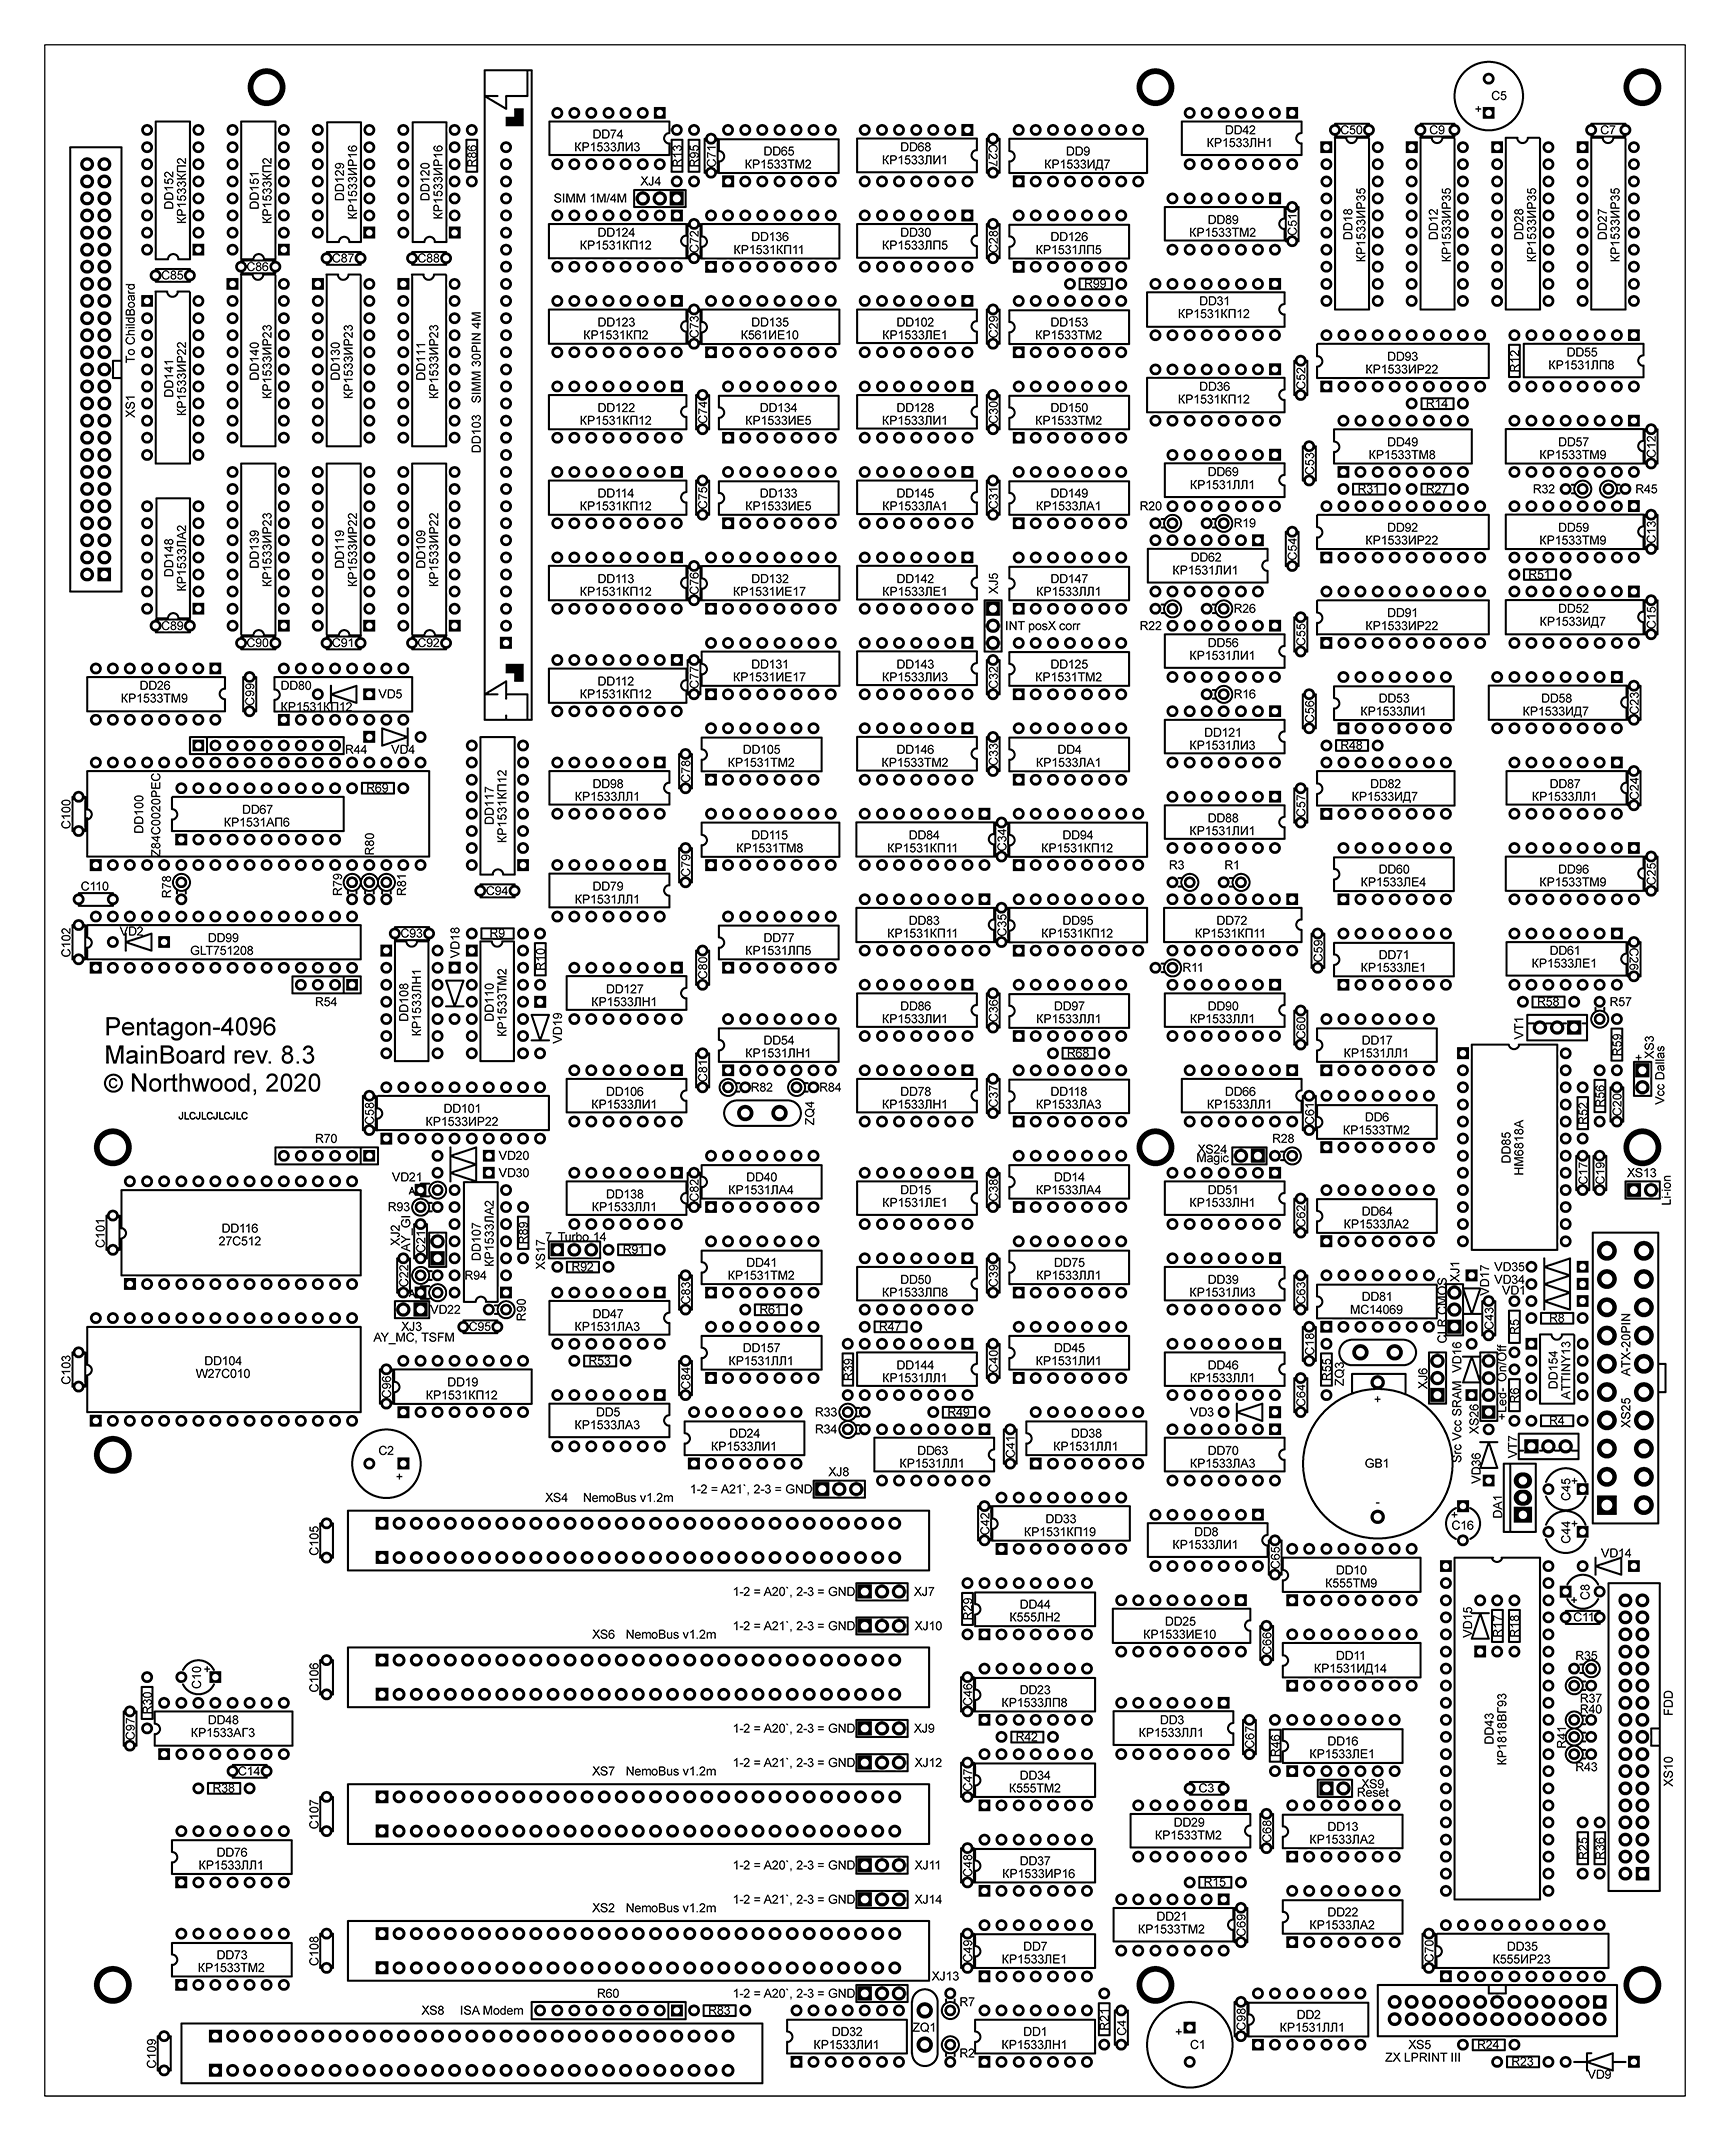 C5
DD74
КР1533ЛИ3
R13
R95
C71
DD65
КР1533ТМ2
DD68
КР1533ЛИ1
C27
DD9
КР1533ИД7
DD42
КР1533ЛН1
C50
C9
C7
DD152
КР1533КП2
DD151
КР1533КП2
DD129
КР1533ИР16
DD120
КР1533ИР16
R86
XJ4
SIMM 1M/4M
DD89
КР1533ТМ2
C51
DD18
КР1533ИР35
DD12
КР1533ИР35
DD28
КР1533ИР35
DD27
КР1533ИР35
DD124
КР1531КП12
C72
DD136
КР1531КП11
DD30
КР1533ЛП5
C28
DD126
КР1531ЛП5
R99
C85
C86
C87
C88
DD31
КР1531КП12
DD123
КР1531КП2
C73
DD135
К561ИЕ10
DD102
КР1533ЛЕ1
C29
DD153
КР1533ТМ2
XS1
To ChildBoard
DD141
КР1533ИР22
DD140
КР1533ИР23
DD130
КР1533ИР23
DD111
КР1533ИР23
DD103
SIMM 30PIN 4M
DD93
КР1533ИР22
R12
DD55
КР1531ЛП8
C52
DD36
КР1531КП12
R14
DD122
КР1531КП12
C74
DD134
КР1533ИЕ5
DD128
КР1533ЛИ1
C30
DD150
КР1533ТМ2
DD49
КР1533ТМ8
DD57
КР1533ТМ9
C12
C53
DD69
КР1533ЛЛ1
R31
R27
R32
R45
DD114
КР1531КП12
C75
DD133
КР1533ИЕ5
DD145
КР1533ЛА1
C31
DD149
КР1533ЛА1
R20
R19
DD148
КР1533ЛА2
DD139
КР1533ИР23
DD119
КР1533ИР22
DD109
КР1533ИР22
DD92
КР1533ИР22
DD59
КР1533ТМ9
C13
C54
DD62
КР1531ЛИ1
R51
DD113
КР1531КП12
C76
DD132
КР1531ИЕ17
DD142
КР1533ЛЕ1
XJ5
DD147
КР1533ЛЛ1
R26
R22
INT posX corr
DD91
КР1533ИР22
DD52
КР1533ИД7
C15
C55
C89
C90
C91
C92
DD56
КР1531ЛИ1
DD131
КР1531ИЕ17
DD143
КР1533ЛИ3
C32
DD125
КР1531ТМ2
C77
DD112
КР1531КП12
DD26
КР1533ТМ9
C99
DD80
КР1531КП12
VD5
R16
C56
DD53
КР1533ЛИ1
DD58
КР1533ИД7
C23
R44
VD4
DD121
КР1531ЛИ3
R48
DD105
КР1531ТМ2
DD146
КР1533ТМ2
C33
DD4
КР1533ЛА1
C78
DD98
КР1533ЛЛ1
DD117
КР1531КП12
R69
C100
DD100
Z84C0020PEC
DD67
КР1531АП6
DD82
КР1533ИД7
DD87
КР1533ЛЛ1
C24
C57
DD88
КР1531ЛИ1
DD115
КР1531ТМ8
DD84
КР1531КП11
C34
DD94
КР1531КП12
R80
C79
DD79
КР1531ЛЛ1
R3
R1
DD60
КР1533ЛЕ4
DD96
КР1533ТМ9
C25
C110
R78
R79
R81
C94
DD83
КР1531КП11
C35
DD95
КР1531КП12
DD72
КР1531КП11
C102
VD2
DD99
GLT751208
C93
VD18
R9
R10
DD77
КР1531ЛП5
C80
C59
DD71
КР1533ЛЕ1
DD61
КР1533ЛЕ1
C26
R11
R54
DD108
КР1533ЛН1
DD110
КР1533ТМ2
VD19
DD127
КР1533ЛН1
DD86
КР1533ЛИ1
C36
DD97
КР1533ЛЛ1
DD90
КР1533ЛЛ1
C60
R58
R57
Pentagon-4096
MainBoard rev. 8.3
© Northwood, 2020
JLCJLCJLCJLC
VT1
R59
XS3
+
Vcc Dallas
DD54
КР1531ЛН1
C81
R68
DD17
КР1531ЛЛ1
R82
R84
ZQ4
C58
DD101
КР1533ИР22
DD106
КР1533ЛИ1
DD78
КР1533ЛН1
C37
DD118
КР1533ЛА3
DD66
КР1533ЛЛ1
C61
DD6
КР1533ТМ2
DD85
HM6818A
R52
R56
C20
R70
VD20
VD30
XS24
Magic
R28
C17
C19
XS13
Li-ion
VD21
R93
XJ2
AY_GI
C21
DD107
КР1533ЛА2
R89
DD138
КР1533ЛЛ1
C82
DD40
КР1531ЛА4
DD15
КР1531ЛЕ1
C38
DD14
КР1533ЛА4
DD51
КР1531ЛН1
C62
DD64
КР1533ЛА2
C101
DD116
27C512
XS17
7_Turbo_14
R91
R92
C22
R94
VD22
XJ3
AY_MC, TSFM
R90
C95
C83
DD41
КР1531ТМ2
DD50
КР1533ЛП8
C39
DD75
КР1533ЛЛ1
DD39
КР1533ЛИ1
C63
DD81
MC14069
CLR CMOS
XJ1
VD17
VD35
VD34
VD1
C43
R5
R8
DD47
КР1531ЛА3
R61
R47
C18
C103
DD104
W27C010
R53
DD157
КР1531ЛЛ1
C84
R39
DD144
КР1533ЛЛ1
C40
DD45
КР1531ЛИ1
DD46
КР1533ЛЛ1
C64
R55
ZQ3
XJ6
VD16
Src Vcc SRAM
XS26
+Led- On/Off
R6
DD154
ATTINY13
R4
XS25
ATX-20PIN
C96
DD19
КР1531КП12
DD5
КР1531ЛА3
R33
R34
R49
VD3
DD24
КР1533ЛИ1
DD63
КР1531ЛЛ1
C41
DD38
КР1531ЛЛ1
DD70
КР1533ЛА3
+
GB1
-
VT7
VD36
C2
+
DA1
C45
C44
C16
XJ8
1-2 = A21`, 2-3 = GND
XS4 NemoBus v1.2m
C105
C42
DD33
КР1531КП19
DD8
КР1533ЛИ1
C65
DD10
К555ТМ9
VD14
1-2 = A20`, 2-3 = GND
XJ7
R29
DD44
К555ЛН2
C8
C11
1-2 = A21`, 2-3 = GND
XJ10
DD25
КР1533ИЕ10
C66
VD15
R17
R18
XS6 NemoBus v1.2m
C106
DD11
КР1531ИД14
R35
R37
R40
R41
R43
C10
R30
C97
DD48
КР1533АГ3
C46
DD23
КР1533ЛП8
DD43
КР1818ВГ93
FDD
XS10
1-2 = A20`, 2-3 = GND
XJ9
R42
DD3
КР1533ЛЛ1
C67
R46
DD16
КР1533ЛЕ1
1-2 = A21`, 2-3 = GND
XJ12
XS7 NemoBus v1.2m
C14
R38
C107
C47
DD34
К555ТМ2
C3
XS9
Reset
DD29
КР1533ТМ2
C68
DD13
КР1533ЛА2
R25
R36
DD76
КР1533ЛЛ1
1-2 = A20`, 2-3 = GND
XJ11
C48
DD37
КР1533ИР16
R15
1-2 = A21`, 2-3 = GND
XJ14
XS2 NemoBus v1.2m
C108
DD21
КР1533ТМ2
C69
DD22
КР1533ЛА2
DD73
КР1533ТМ2
C49
DD7
КР1533ЛЕ1
C70
DD35
К555ИР23
XJ13
1-2 = A20`, 2-3 = GND
XS8 ISA Modem
R60
R83
R7
ZQ1
R2
C109
DD32
КР1533ЛИ1
DD1
КР1533ЛН1
R21
C4
+
C1
C98
DD2
КР1531ЛЛ1
XS5
ZX LPRINT III
R24
R23
VD9